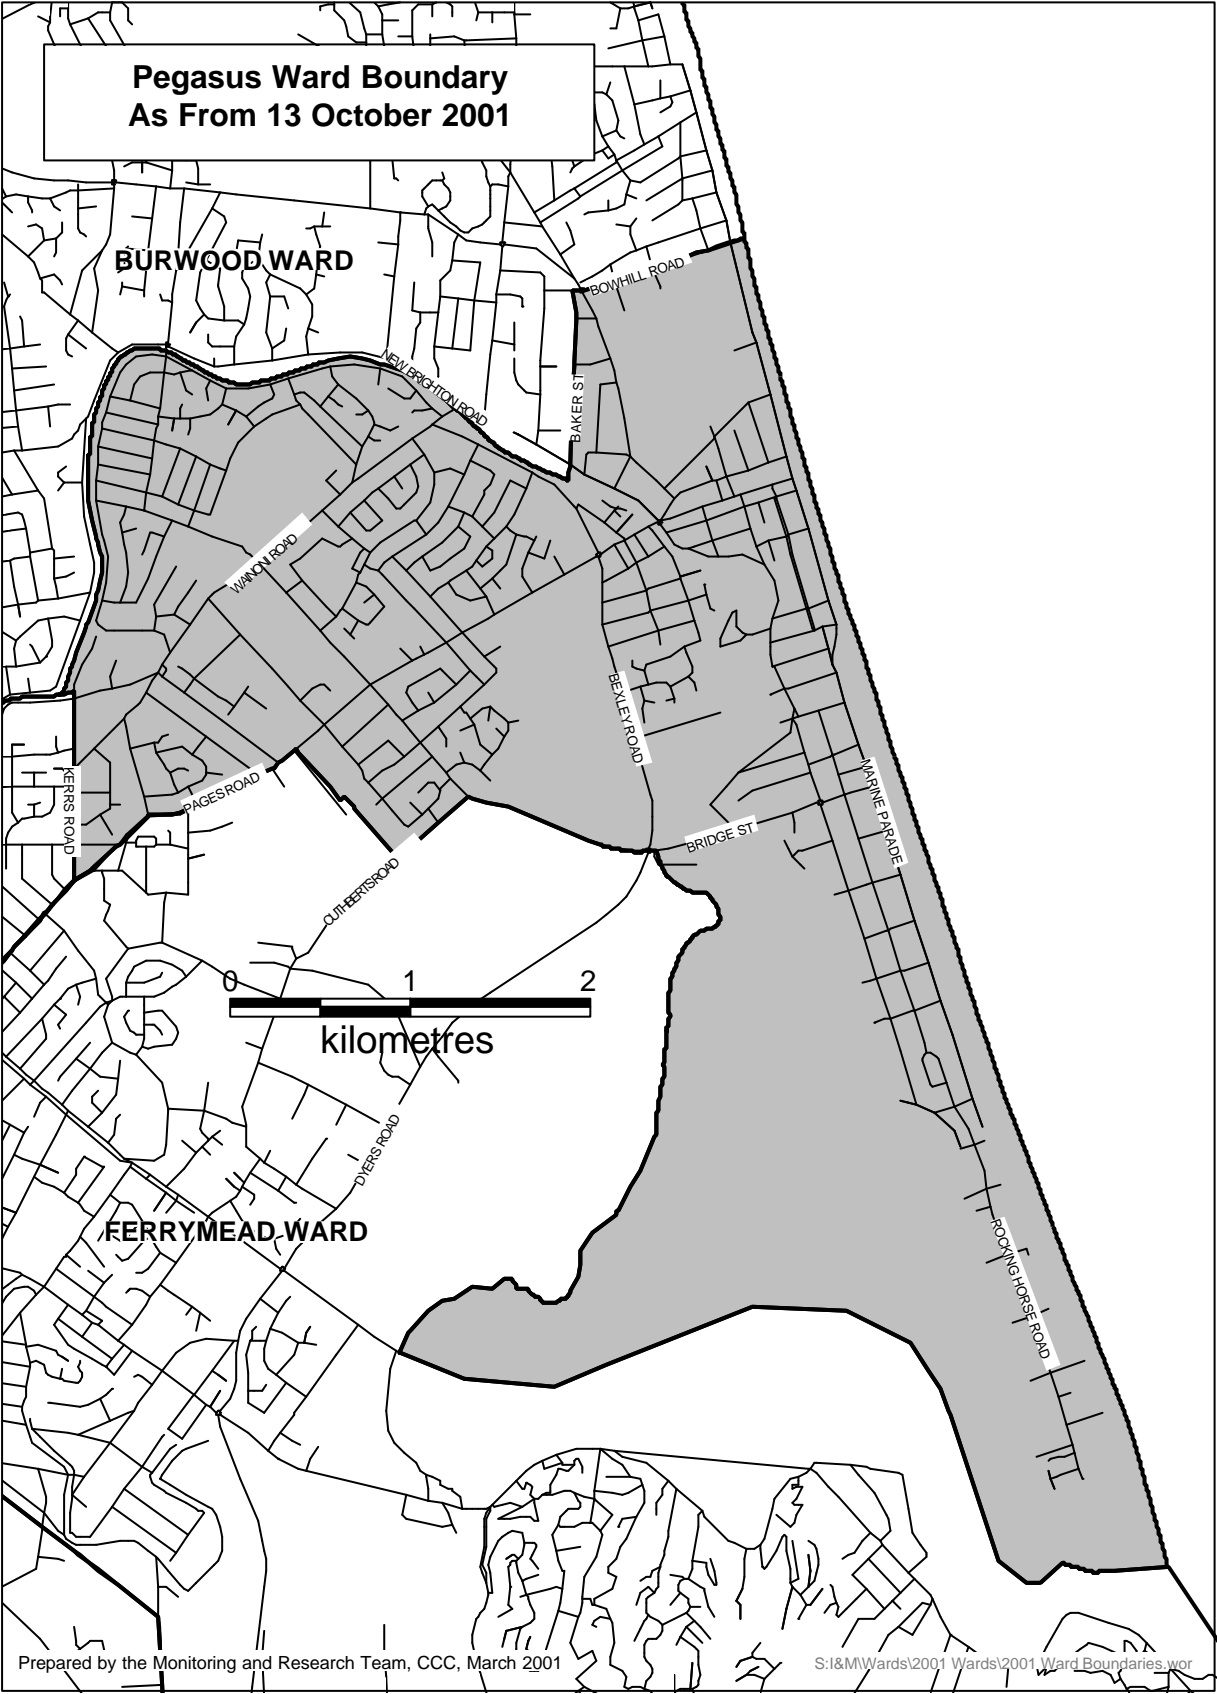 Pegasus Ward Boundary
As From 13 October 2001
BURWOOD WARD
BOWHILL ROAD
NEW BRIGHTON ROAD
BAKER ST
WAINONI ROAD
BEXLEY ROAD
KERRS ROAD
PAGES ROAD
MARINE PARADE
BRIDGE ST
CUTHBERTS ROAD
0 1 2
kilometres
DYERS ROAD
FERRYMEAD WARD
ROCKING HORSE ROAD
Prepared by the Monitoring and Research Team, CCC, March 2001
S:I&M\Wards\2001 Wards\2001 Ward Boundaries.wor